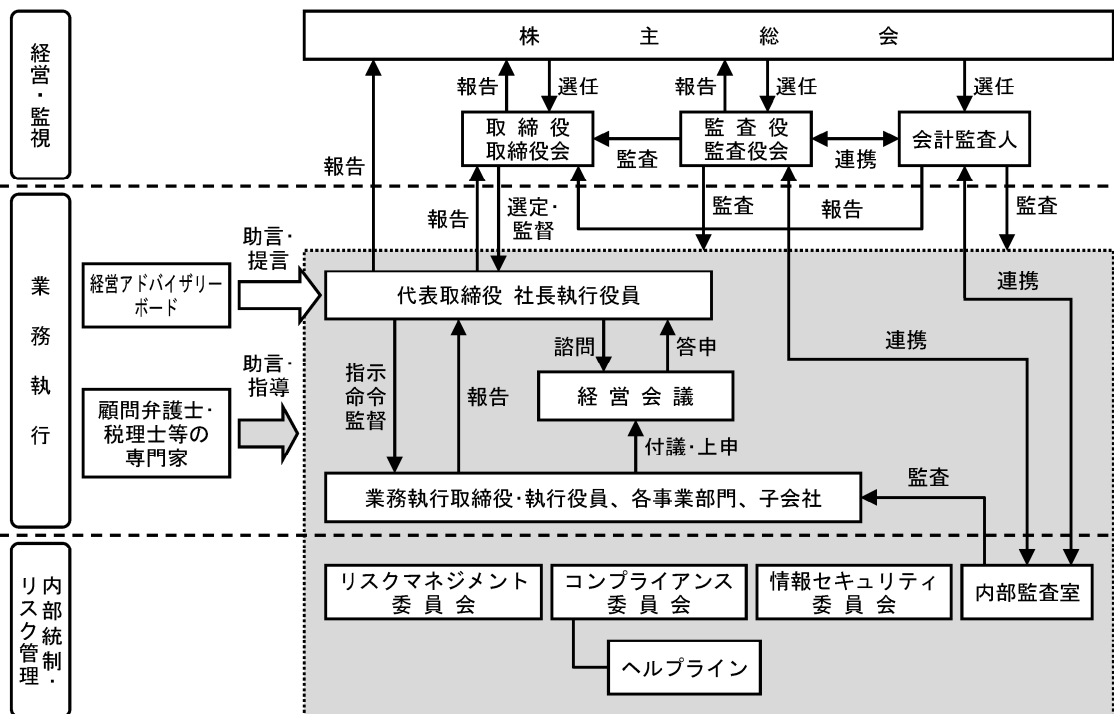 経営・監視
株主総会
報告
選任
報告
選任
選任
取締役
取締役会
監査
監査役
監査役会
連携
会計監査人
報告
業務執行
報告
選定・
監督
監査
報告
監査
助言・
提言
経営アドバイザリー
ボード
代表取締役 社長執行役員
連携
諮問
答申
連携
助言・
指導
指示
命令
監督
報告
経営会議
顧問弁護士・
税理士等の
専門家
付議・上申
監査
業務執行取締役・執行役員、各事業部門、子会社
内部統制・
リスク管理
リスクマネジメント
委員会
コンプライアンス
委員会
情報セキュリティ
委員会
内部監査室
ヘルプライン